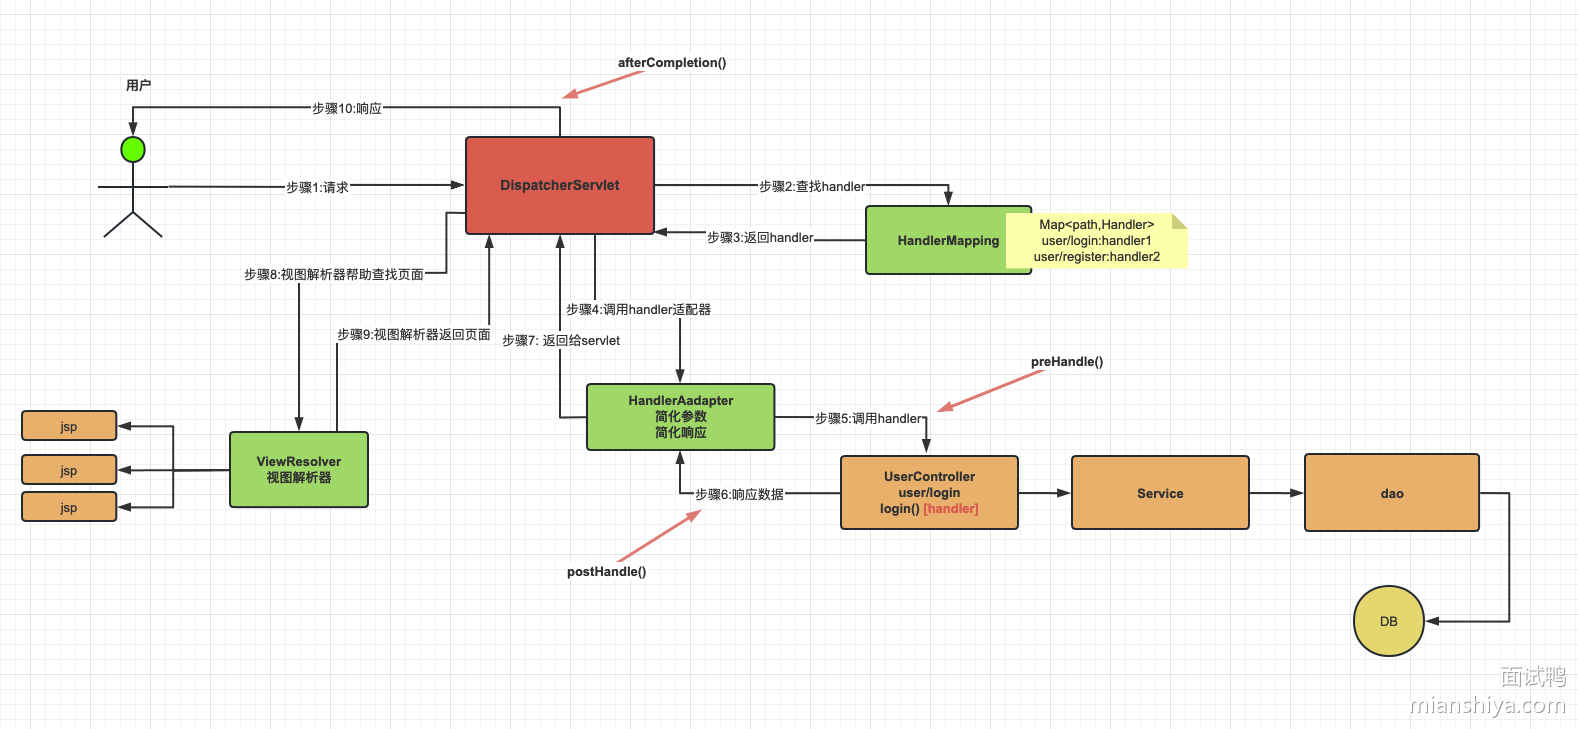 afterCompletion()
用户
步骤10:响应
DispatcherServlet
步骤1:请求
步骤2:查找handler
Map<path,Handler>
user/login:handler1
user/register:handler2
HandlerMapping
步骤3:返回handler
步骤8:视图解析器帮助查找页面
步骤4:调用handler适配器
步骤9:视图解析器返回页面
步骤7: 返回给servlet
preHandle()
HandlerAadapter
简化参数
简化响应
步骤5:调用handler
jsp
jsp
jsp
ViewResolver
视图解析器
UserController
user/login
login() [handler]
步骤6:响应数据
Service
dao
postHandle()
DB
面试鸭
mianshiya.com